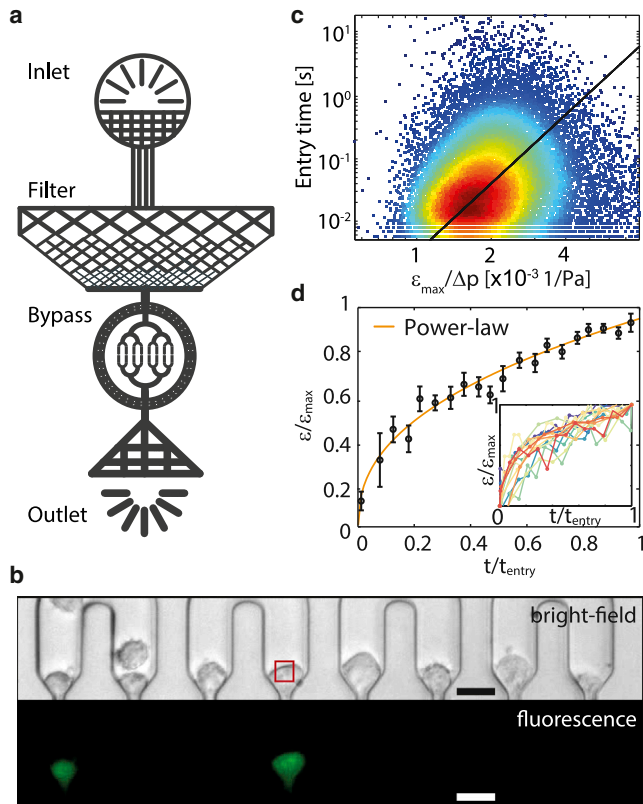 a
Inlet
Filter
Bypass
Outlet
c
Entry time [s]
10¹
10⁰
10⁻¹
10⁻²
1 2 4
εmax/Δp [x10⁻³ 1/Pa]
d
Power-law
ε/εmax
1
0.8
0.6
0.4
0.2
0
0 0.2 0.4 0.6 0.8 1
t/tentry
1
ε/εmax
0 1
t/tentry
b
bright-field
fluorescence